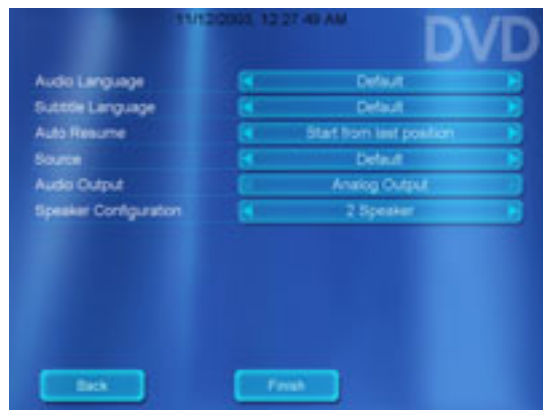 11/12/2003, 12:27:49 AM
DVD
Audio Language Default
Subtitle Language Default
Auto Resume Start from last position
Source Default
Audio Output Analog Output
Speaker Configuration 2 Speaker
Back Finish